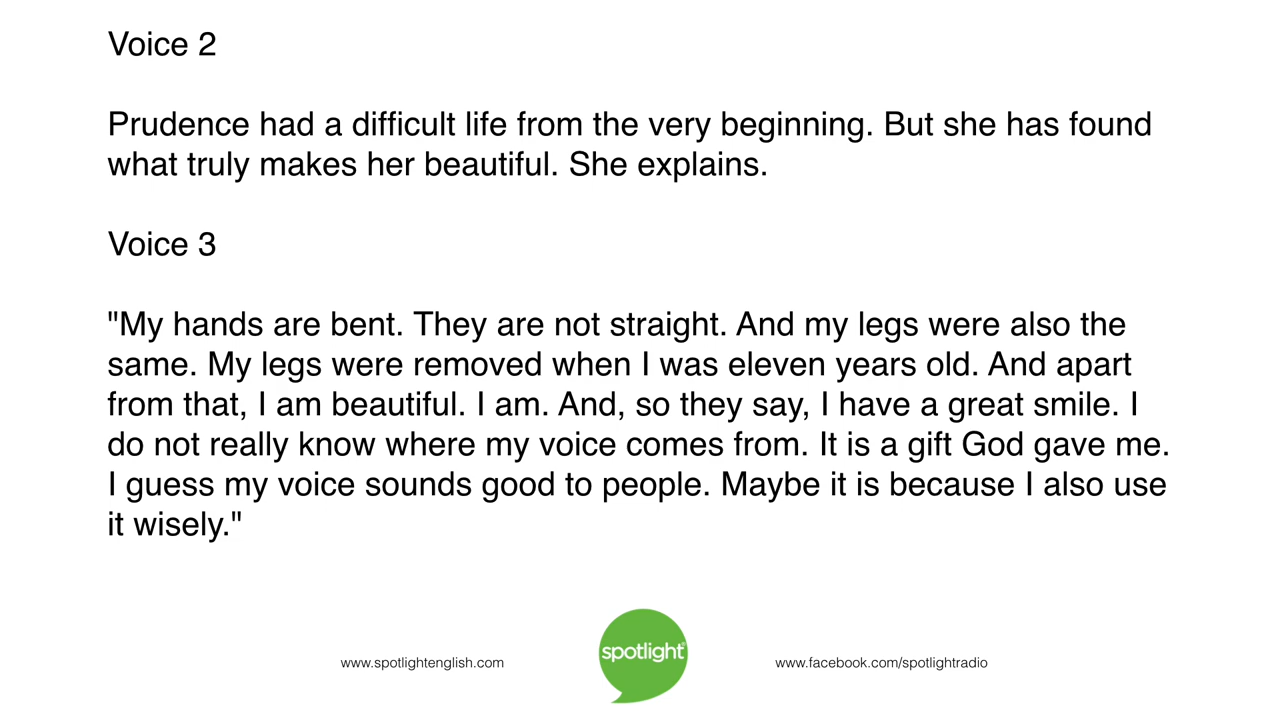 Voice 2
Prudence had a difficult life from the very beginning. But she has found
what truly makes her beautiful. She explains.
Voice 3
"My hands are bent. They are not straight. And my legs were also the
same. My legs were removed when I was eleven years old. And apart
from that, I am beautiful. I am. And, so they say, I have a great smile. I
do not really know where my voice comes from. It is a gift God gave me.
I guess my voice sounds good to people. Maybe it is because I also use
it wisely."
www.spotlightenglish.com
spotlight®
www.facebook.com/spotlightradio